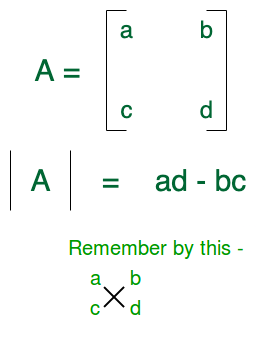 A = [ a b
c d ]
| A | = ad - bc
Remember by this -
a b
c d